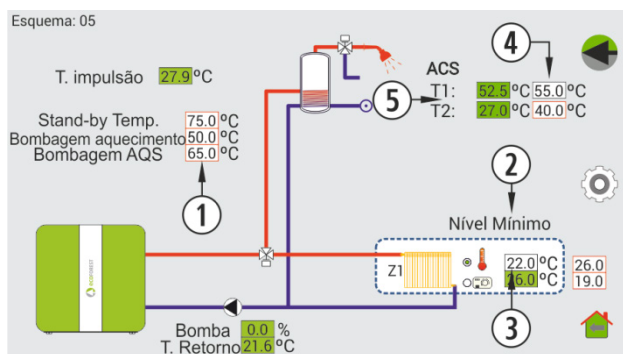 Esquema: 05
T. impulsão 27.9 ºC
Stand-by Temp. 75.0 ºC
Bombagem aquecimento 50.0 ºC
Bombagem AQS 65.0 ºC
1
ACS
T1: 52.5 ºC 55.0 ºC
T2: 27.0 ºC 40.0 ºC
4
5
2
Nível Mínimo
Z1
22.0 ºC 26.0
26.0 ºC 19.0
3
Bomba 0.0 %
T. Retorno 21.6 ºC